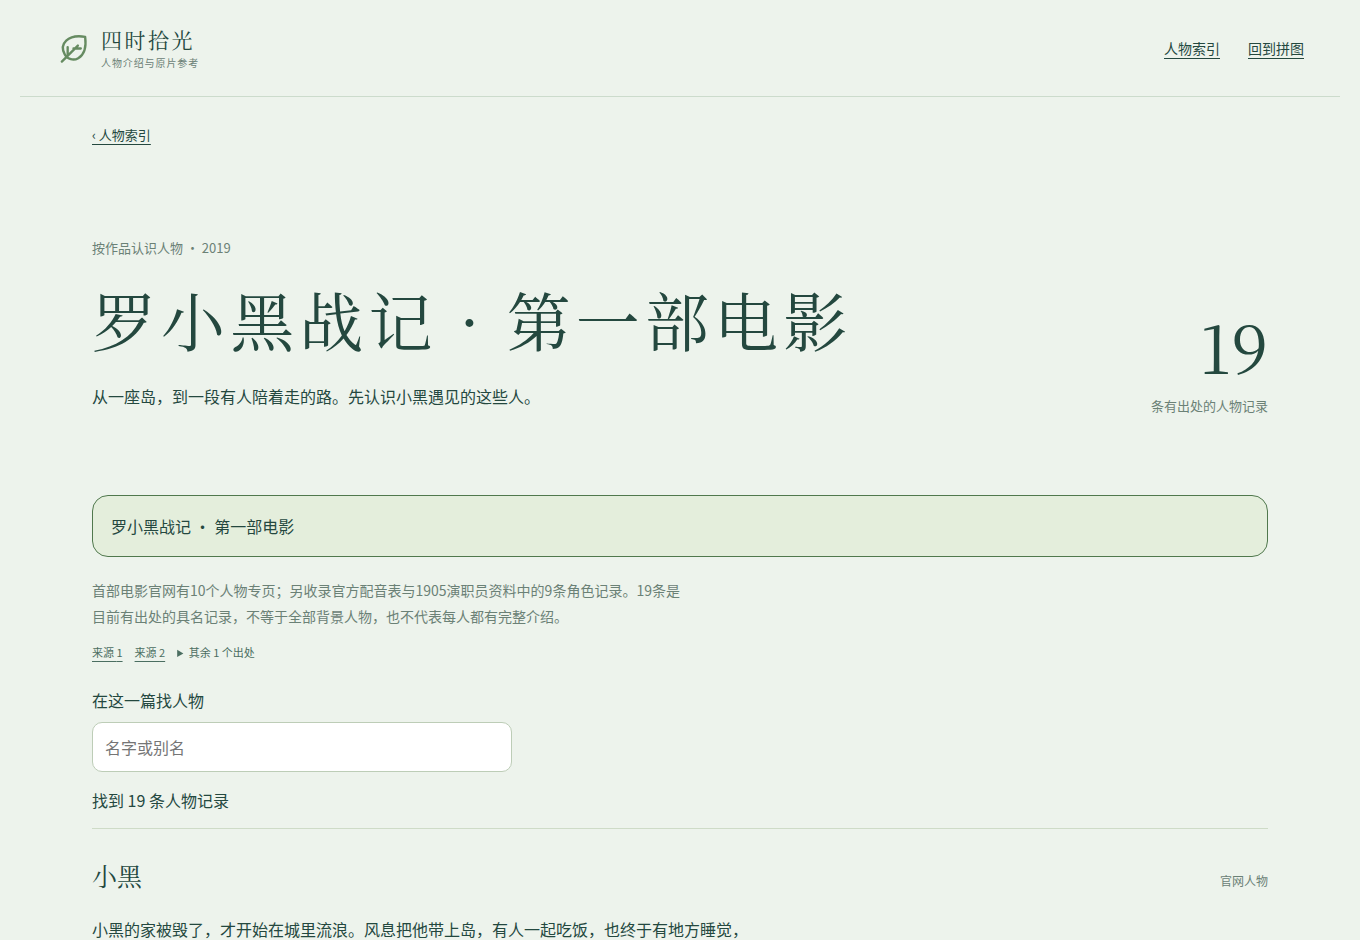 四时拾光
人物介绍与原片参考
人物索引
回到拼图
‹ 人物索引
按作品认识人物 · 2019
罗小黑战记 · 第一部电影
从一座岛，到一段有人陪着走的路。先认识小黑遇见的这些人。
19
条有出处的人物记录
罗小黑战记 · 第一部电影
首部电影官网有10个人物专页；另收录官方配音表与1905演职员资料中的9条角色记录。19条是
目前有出处的具名记录，不等于全部背景人物，也不代表每人都有完整介绍。
来源 1 来源 2 ▶ 其余 1 个出处
在这一篇找人物
名字或别名
找到 19 条人物记录
小黑
官网人物
小黑的家被毁了，才开始在城里流浪。风息把他带上岛，有人一起吃饭，也终于有地方睡觉，